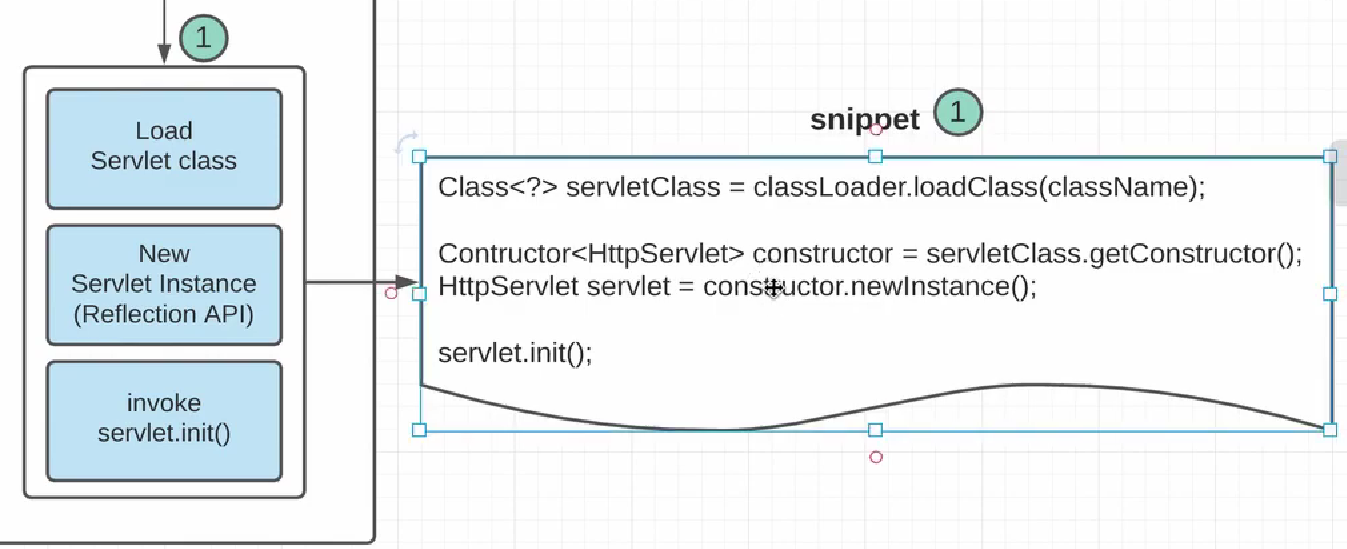 1
Load
Servlet class
New
Servlet Instance
(Reflection API)
invoke
servlet.init()
snippet
1
Class<?> servletClass = classLoader.loadClass(className);
Contructor<HttpServlet> constructor = servletClass.getConstructor();
HttpServlet servlet = constructor.newInstance();
servlet.init();